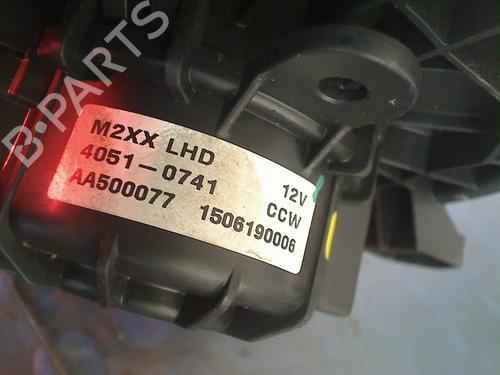 B-PARTS
M2XX LHD
4051-0741 12V
AA500077 CCW
1506190006